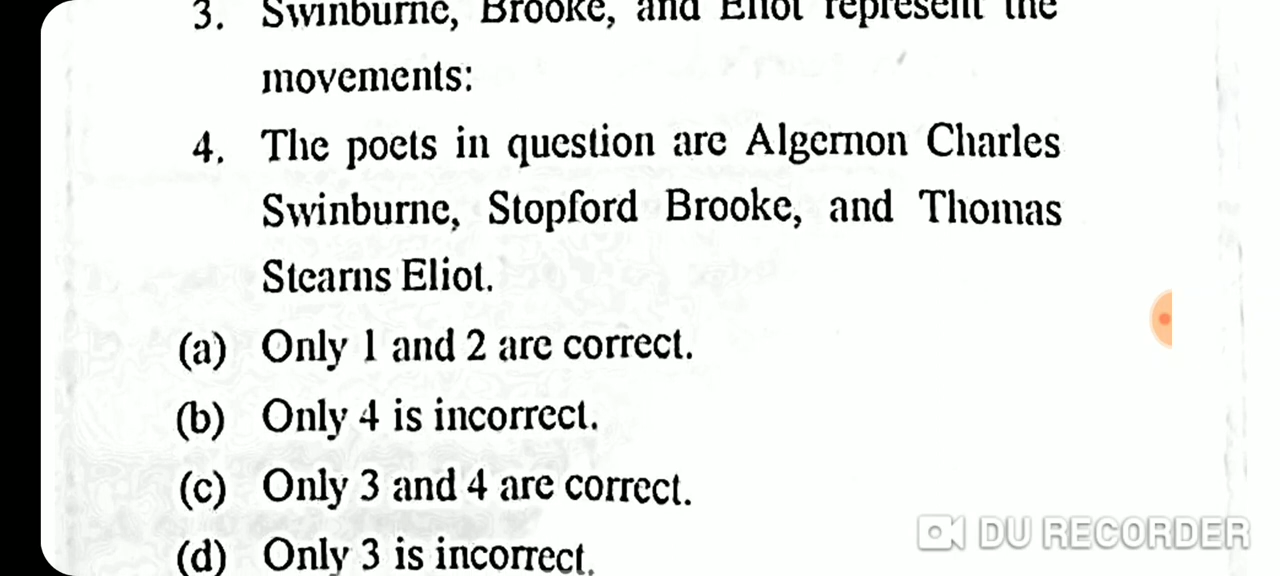 3. Swinburne, Brooke, and Eliot represent the
movements:
4. The poets in question are Algernon Charles
Swinburne, Stopford Brooke, and Thomas
Stearns Eliot.
(a) Only 1 and 2 are correct.
(b) Only 4 is incorrect.
(c) Only 3 and 4 are correct.
(d) Only 3 is incorrect.
DU RECORDER